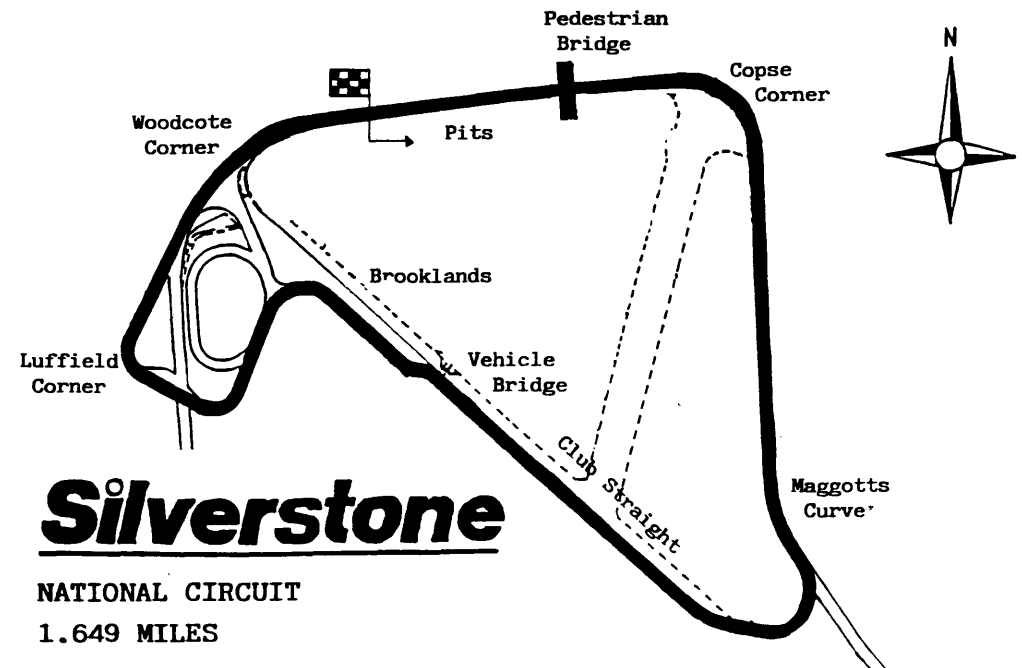 Pedestrian
Bridge
N
Copse
Corner
Woodcote
Corner
Pits
Brooklands
Luffield
Corner
Vehicle
Bridge
Club Straight
Maggotts
Curve
Silverstone
NATIONAL CIRCUIT
1.649 MILES